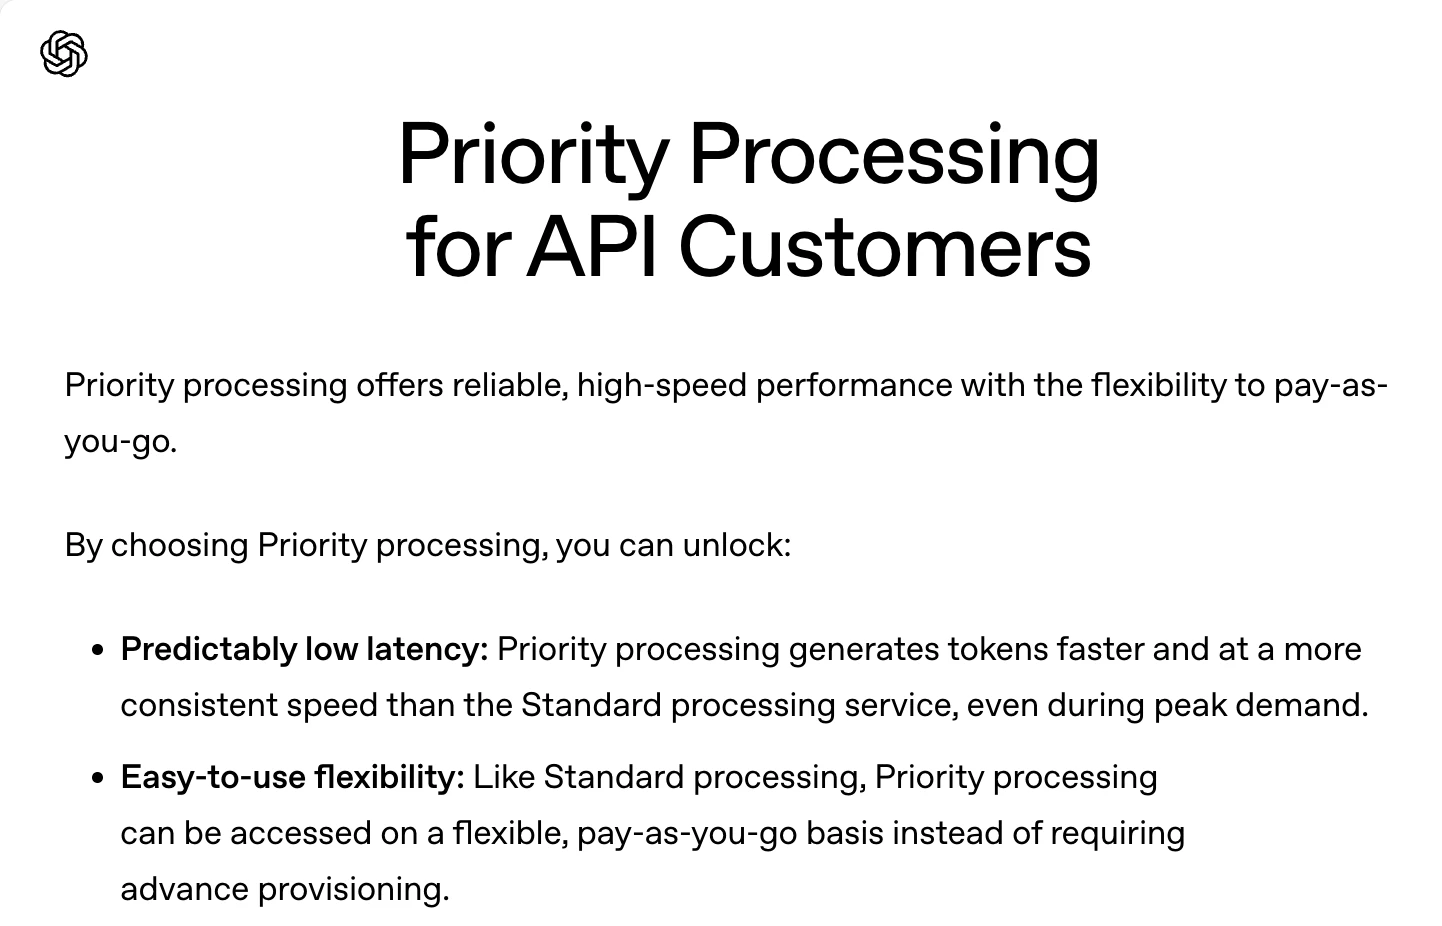 Priority Processing
for API Customers
Priority processing offers reliable, high-speed performance with the flexibility to pay-as-
you-go.
By choosing Priority processing, you can unlock:
• Predictably low latency: Priority processing generates tokens faster and at a more
consistent speed than the Standard processing service, even during peak demand.
• Easy-to-use flexibility: Like Standard processing, Priority processing
can be accessed on a flexible, pay-as-you-go basis instead of requiring
advance provisioning.